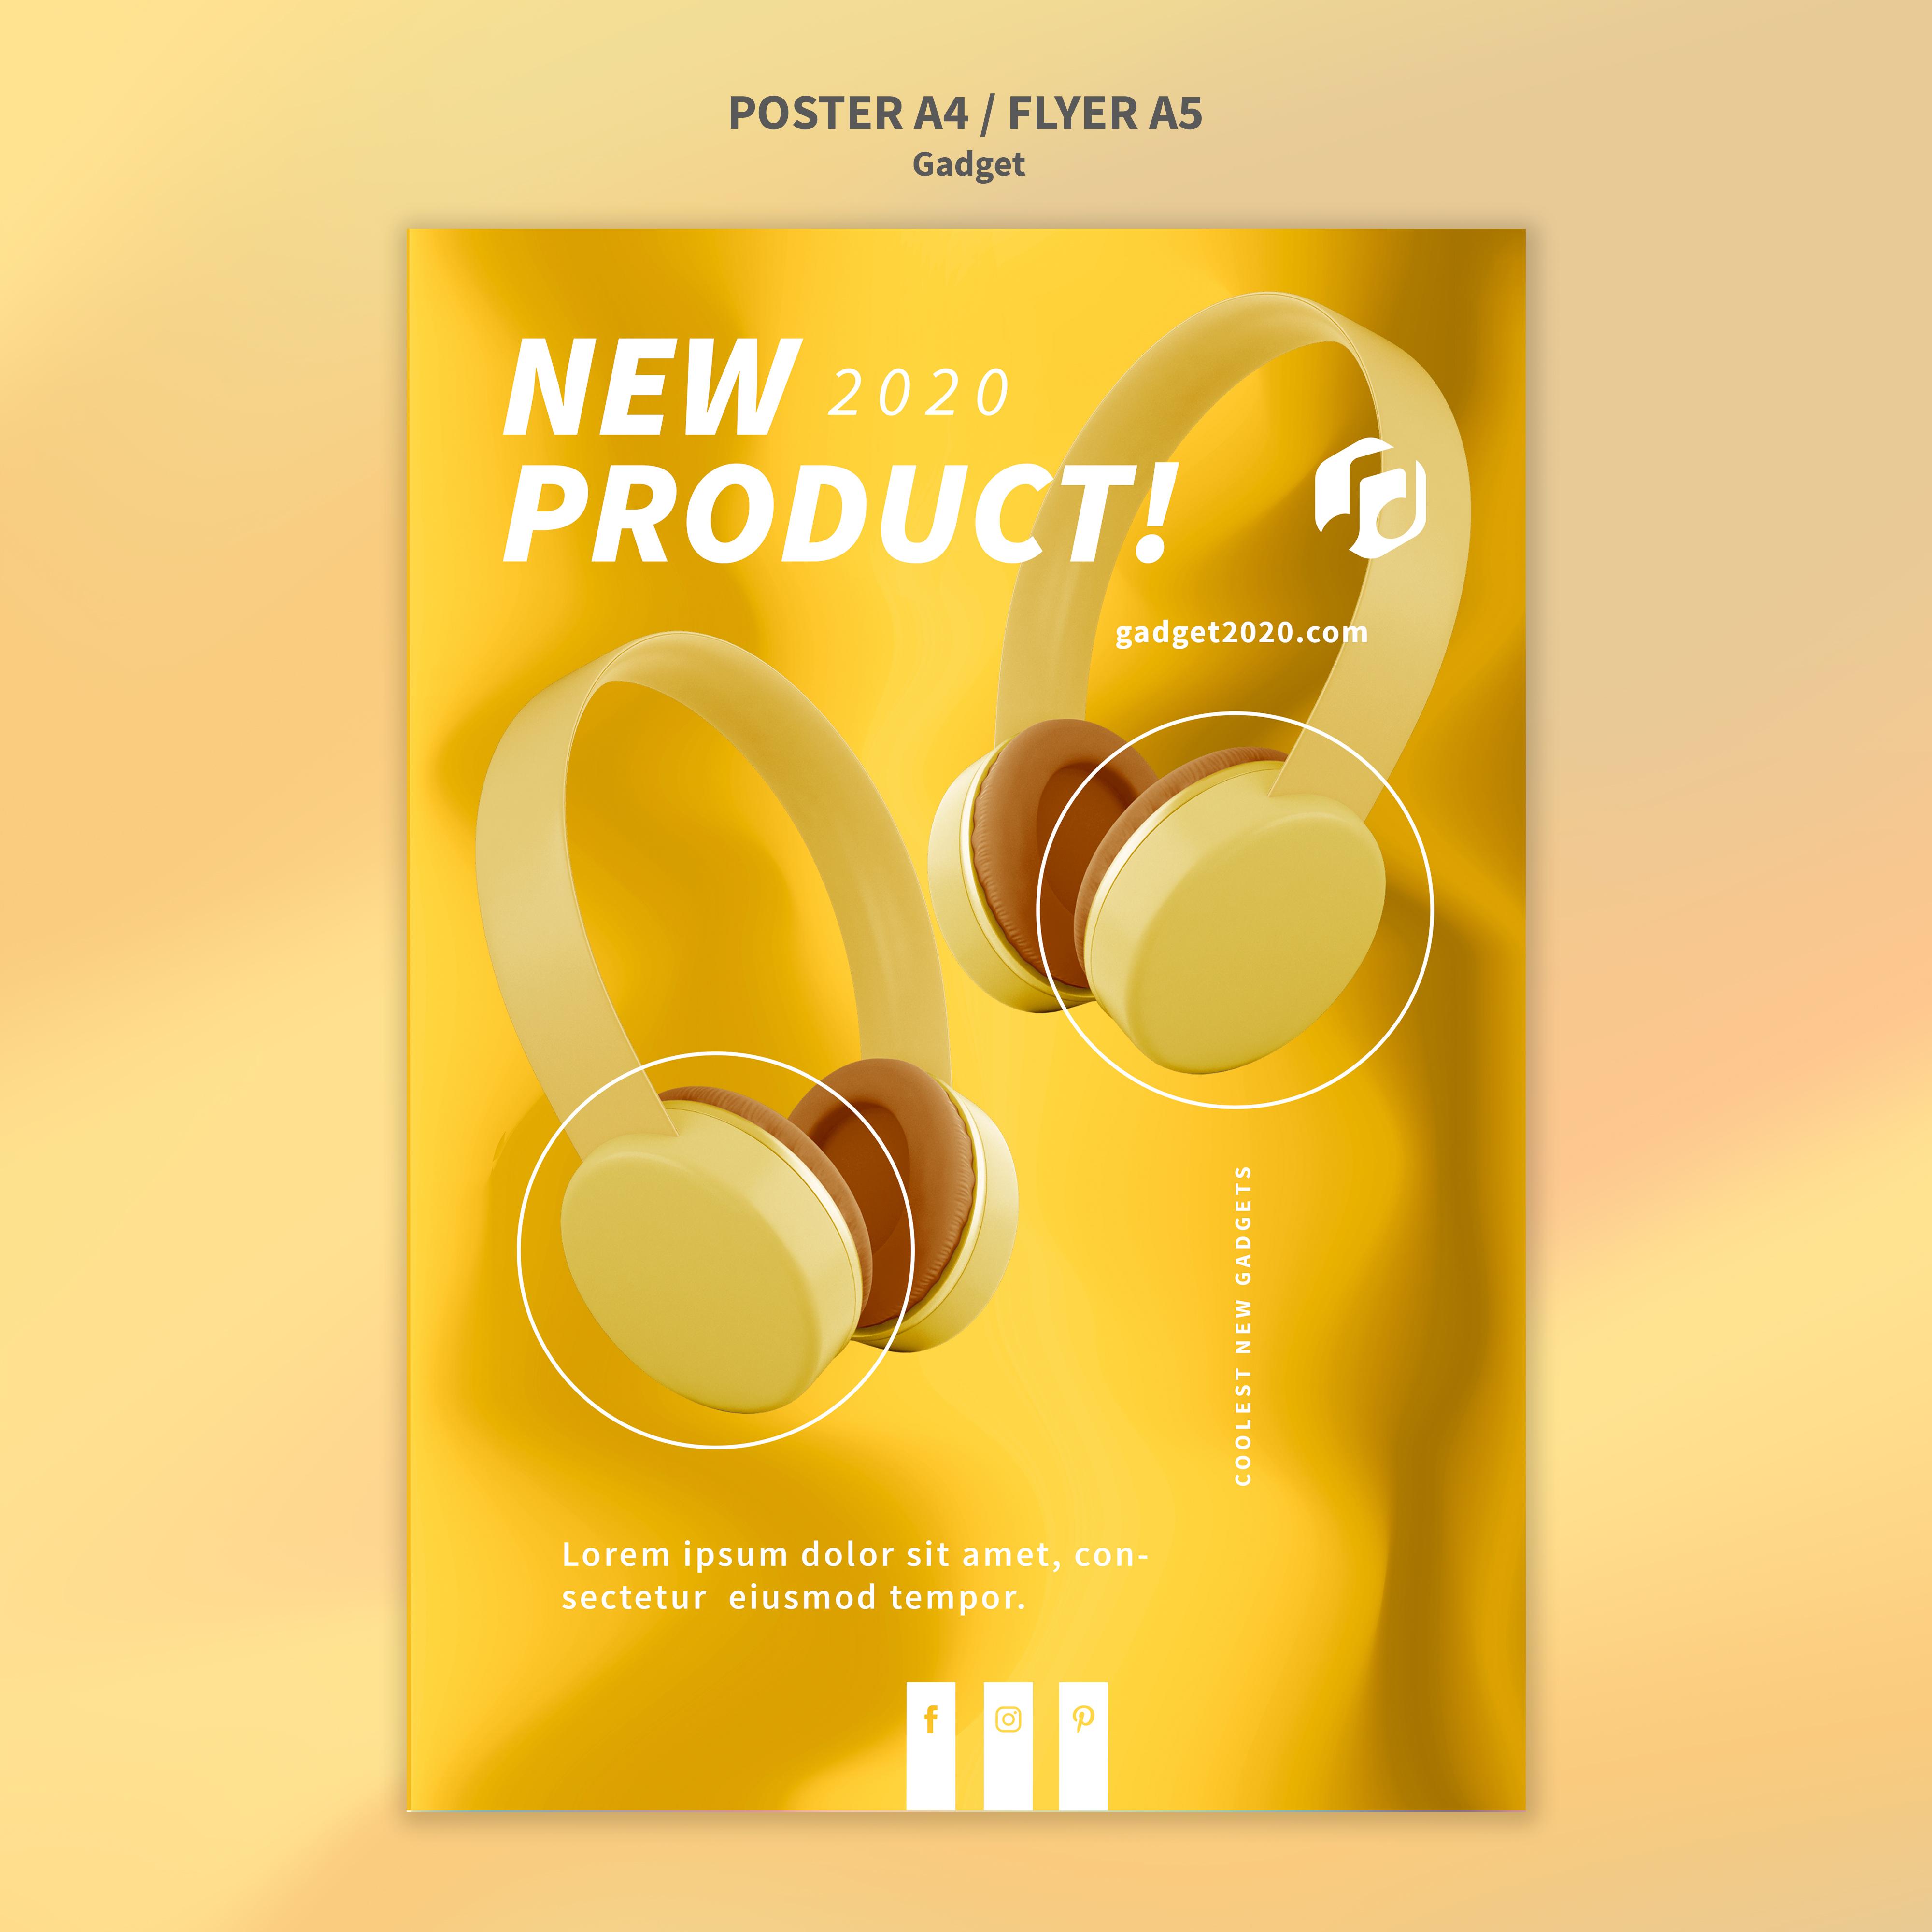 POSTER A4 / FLYER A5
Gadget
NEW 2020
PRODUCT!
gadget2020.com
COOLEST NEW GADGETS
Lorem ipsum dolor sit amet, con-
sectetur  eiusmod tempor.